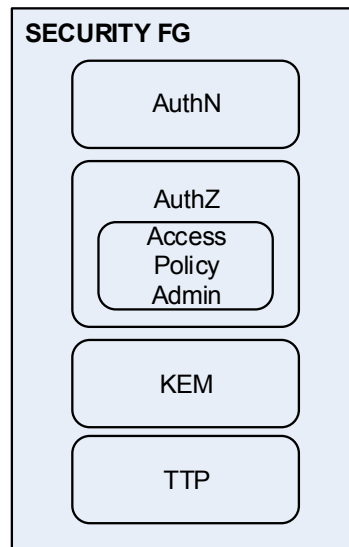 SECURITY FG
AuthN
AuthZ
Access
Policy
Admin
KEM
TTP